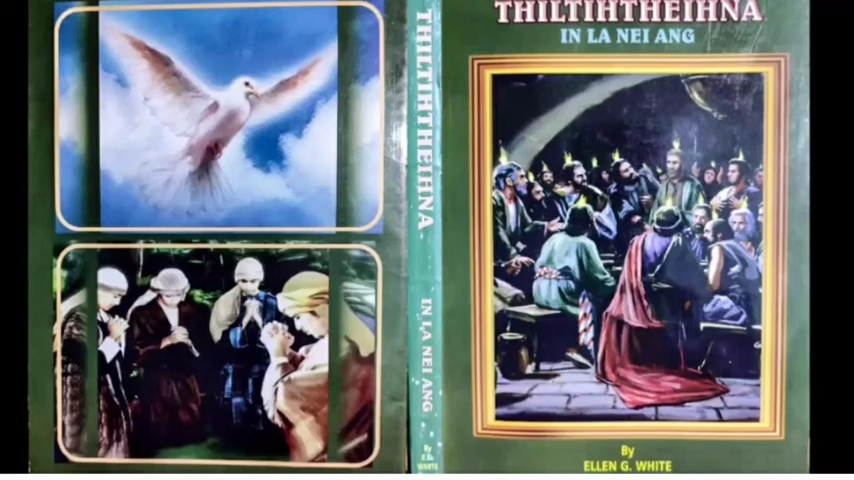 THILTIHTHEIHNA
IN LA NEI ANG
By
ELLEN G. WHITE
THILTIHTHEIHNA
IN LA NEI ANG
By
E.G.
WHITE